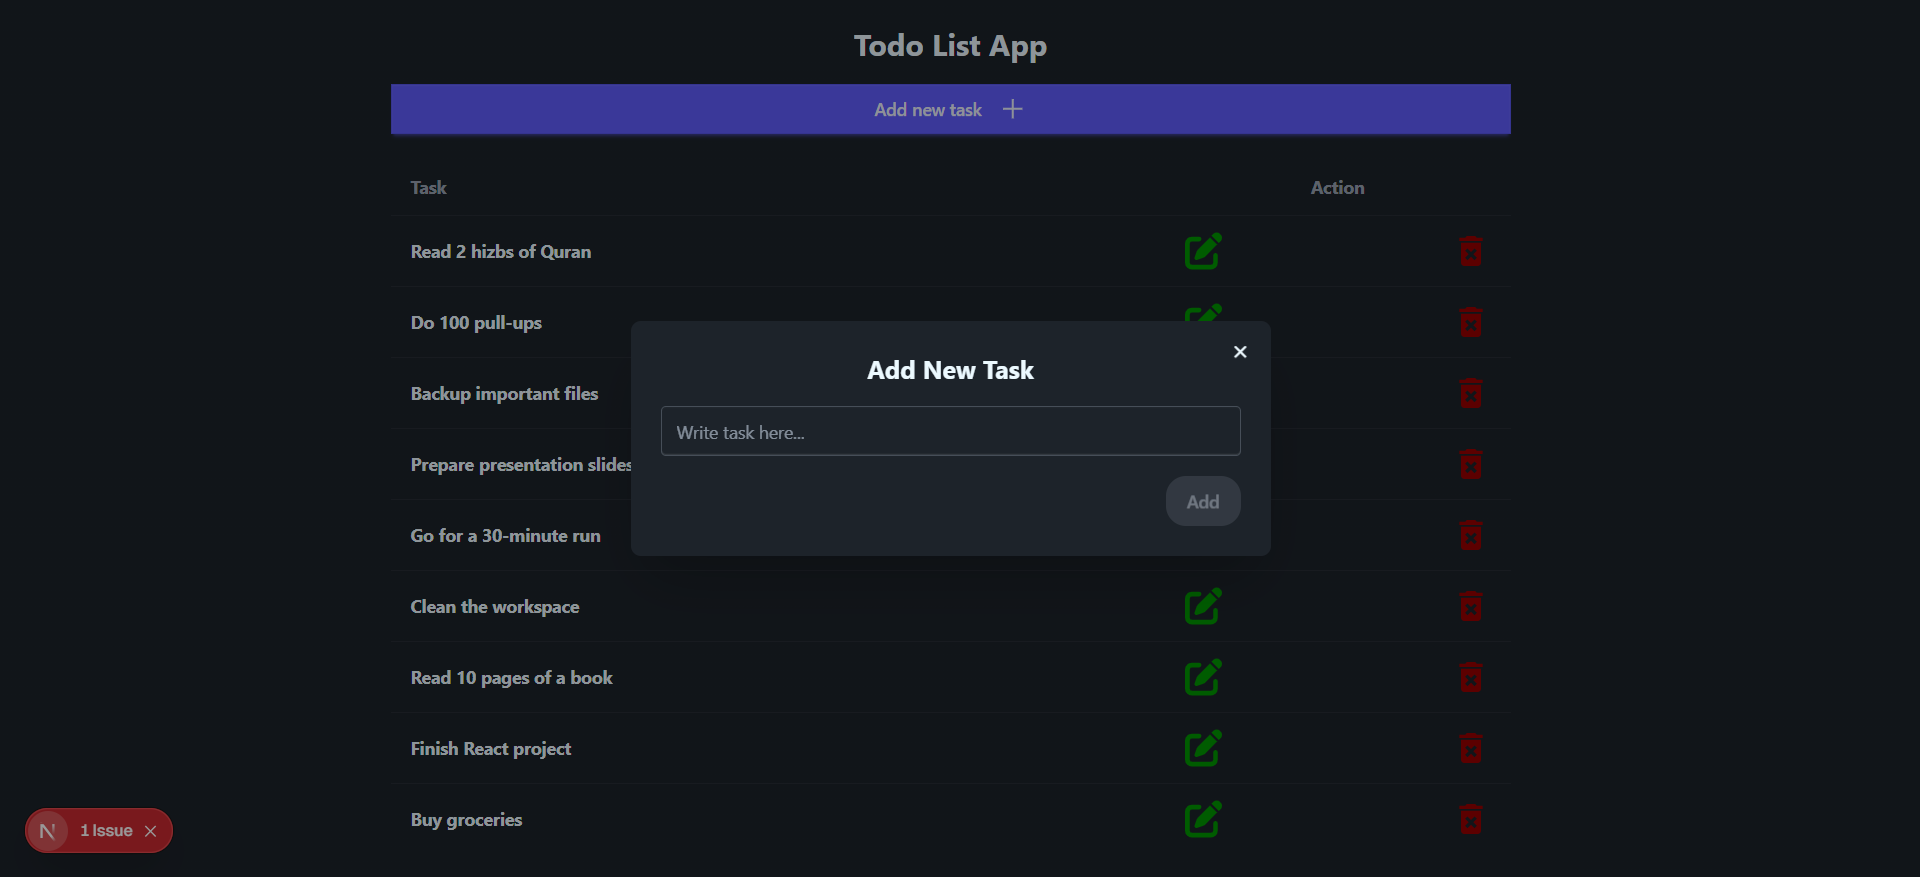 Todo List App
Add new task
Task Action
Read 2 hizbs of Quran
Do 100 pull-ups
Backup important files
Prepare presentation slides
Go for a 30-minute run
Clean the workspace
Read 10 pages of a book
Finish React project
Buy groceries
Add New Task
Write task here...
Add
N 1 Issue